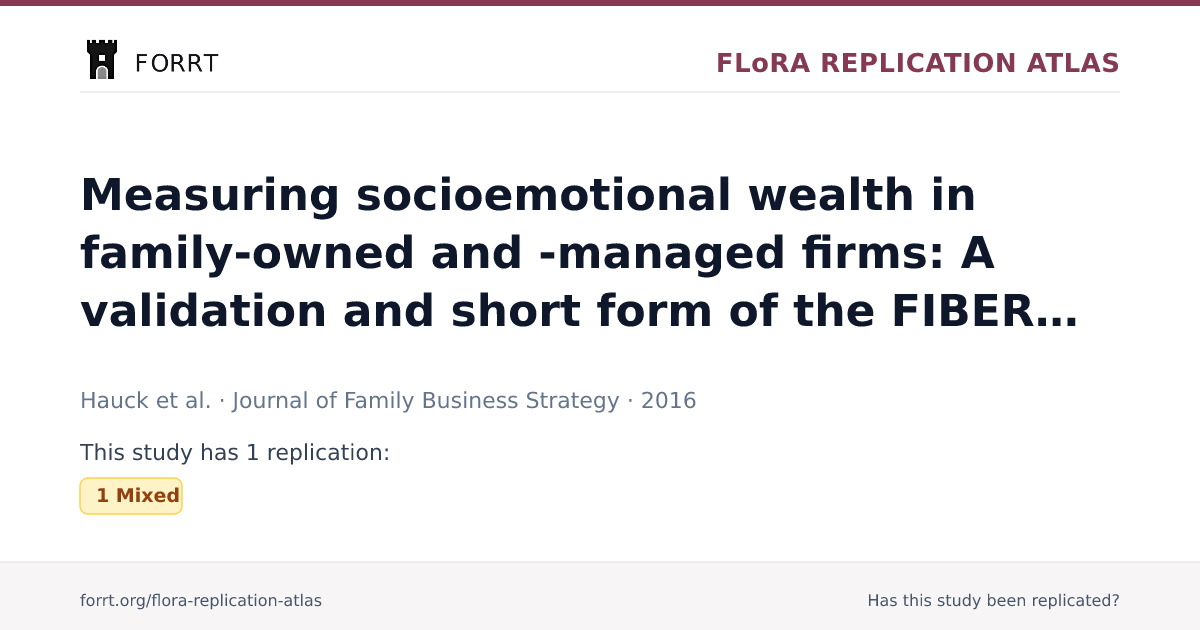 FORRT
FLoRA REPLICATION ATLAS
Measuring socioemotional wealth in
family-owned and -managed firms: A
validation and short form of the FIBER…
Hauck et al. · Journal of Family Business Strategy · 2016
This study has 1 replication:
1 Mixed
forrt.org/flora-replication-atlas
Has this study been replicated?